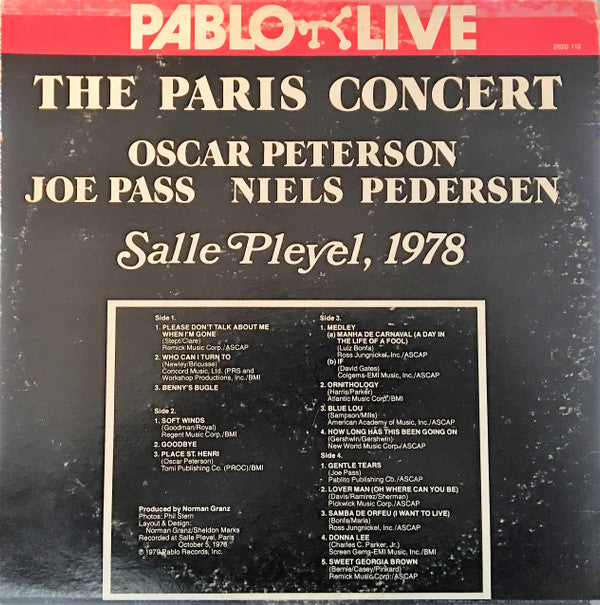 PABLO LIVE
2620 112
THE PARIS CONCERT
OSCAR PETERSON
JOE PASS NIELS PEDERSEN
Salle Pleyel, 1978
Side 1.
1. PLEASE DON'T TALK ABOUT ME
WHEN I'M GONE
(Stept/Clare)
Remick Music Corp./ASCAP
2. WHO CAN I TURN TO
(Newley/Bricusse)
Concord Music, Ltd. (PRS and
Workshop Productions, Inc./BMI
3. BENNY'S BUGLE
Side 2.
1. SOFT WINDS
(Goodman/Royal)
Regent Music Corp./BMI
2. GOODBYE
3. PLACE ST. HENRI
(Oscar Peterson)
Tomi Publishing Co. (PROC)/BMI
Produced by Norman Granz
Photos: Phil Stern
Layout & Design:
Norman Granz/Sheldon Marks
Recorded at Salle Pleyel, Paris
October 5, 1978
℗ 1979 Pablo Records, Inc.
Side 3.
1. MEDLEY
(a) MANHA DE CARNAVAL (A DAY IN
THE LIFE OF A FOOL)
(Luiz Bonfa)
Ross Jungnickel, Inc./ASCAP
(b) IF
(David Gates)
Colgems-EMI Music, Inc./ASCAP
2. ORNITHOLOGY
(Harris/Parker)
Atlantic Music Corp./BMI
3. BLUE LOU
(Sampson/Mills)
American Academy of Music, Inc./ASCAP
4. HOW LONG HAS THIS BEEN GOING ON
(Gershwin/Gershwin)
New World Music Corp./ASCAP
Side 4.
1. GENTLE TEARS
(Joe Pass)
Pablito Publishing Co./ASCAP
2. LOVER MAN (OH WHERE CAN YOU BE)
(Davis/Ramirez/Sherman)
Pickwick Music Corp./ASCAP
3. SAMBA DE ORFEU (I WANT TO LIVE)
(Bonfa/Maria)
Ross Jungnickel, Inc./ASCAP
4. DONNA LEE
(Charles C. Parker, Jr.)
Screen Gems-EMI Music, Inc./BMI
5. SWEET GEORGIA BROWN
(Bernie/Casey/Pinkard)
Remick Music Corp./ASCAP